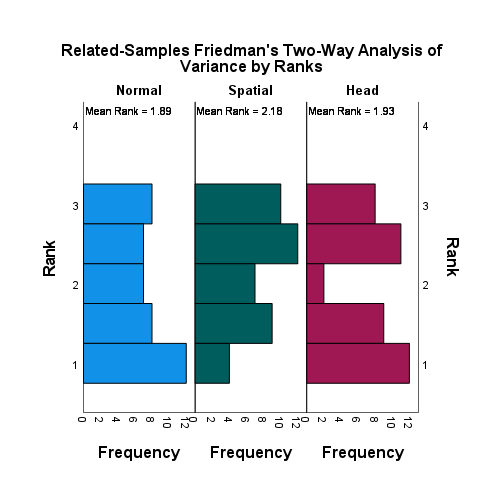 Related-Samples Friedman's Two-Way Analysis of
Variance by Ranks
Normal Spatial Head
Mean Rank = 1.89 Mean Rank = 2.18 Mean Rank = 1.93
4 4
3 3
Rank Rank
2 2
1 1
0 2 4 6 8 10 12 0 2 4 6 8 10 12 0 2 4 6 8 10 12
Frequency Frequency Frequency